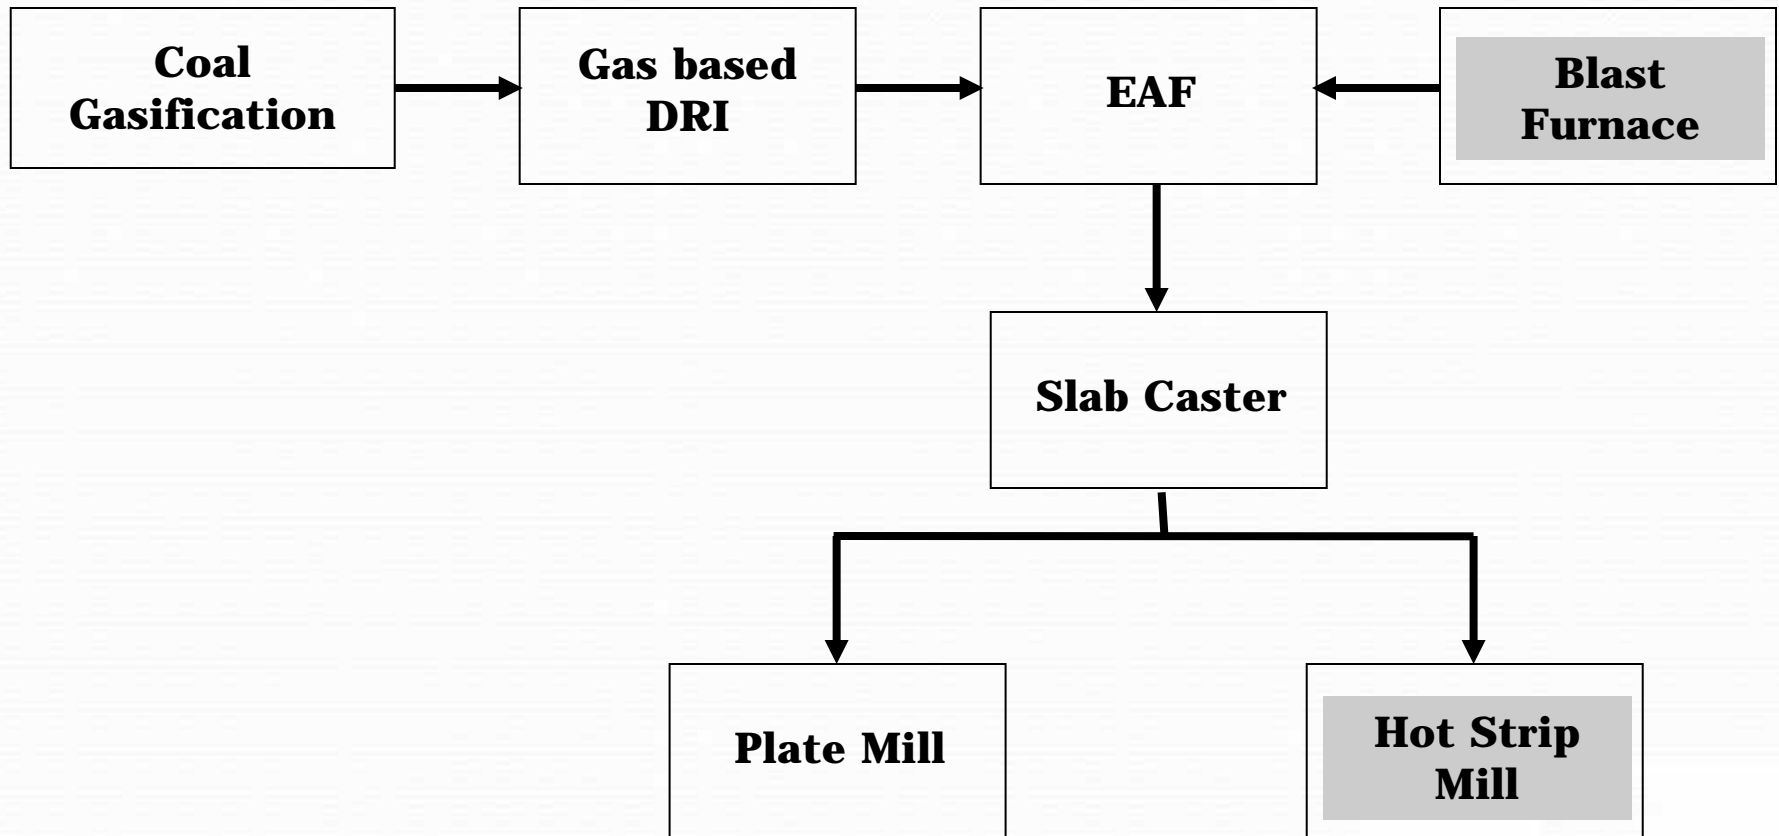 Coal
Gasification
Gas based
DRI
EAF
Blast
Furnace
Slab Caster
Plate Mill
Hot Strip
Mill